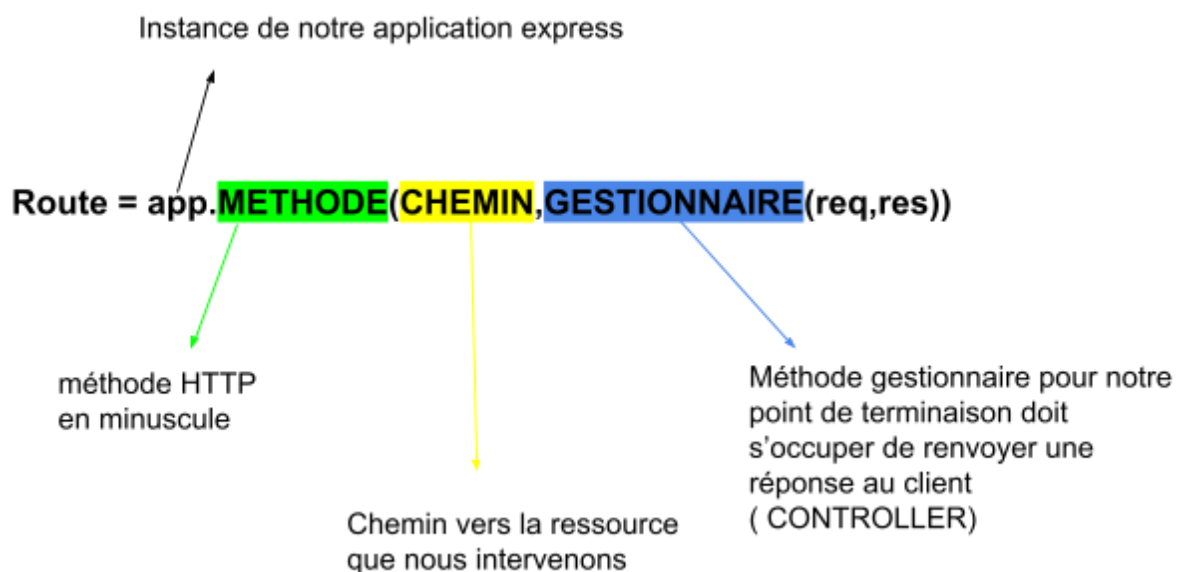 Instance de notre application express
Route = app.METHODE(CHEMIN,GESTIONNAIRE(req,res))
méthode HTTP
en minuscule
Méthode gestionnaire pour notre
point de terminaison doit
s’occuper de renvoyer une
réponse au client
( CONTROLLER)
Chemin vers la ressource
que nous intervenons